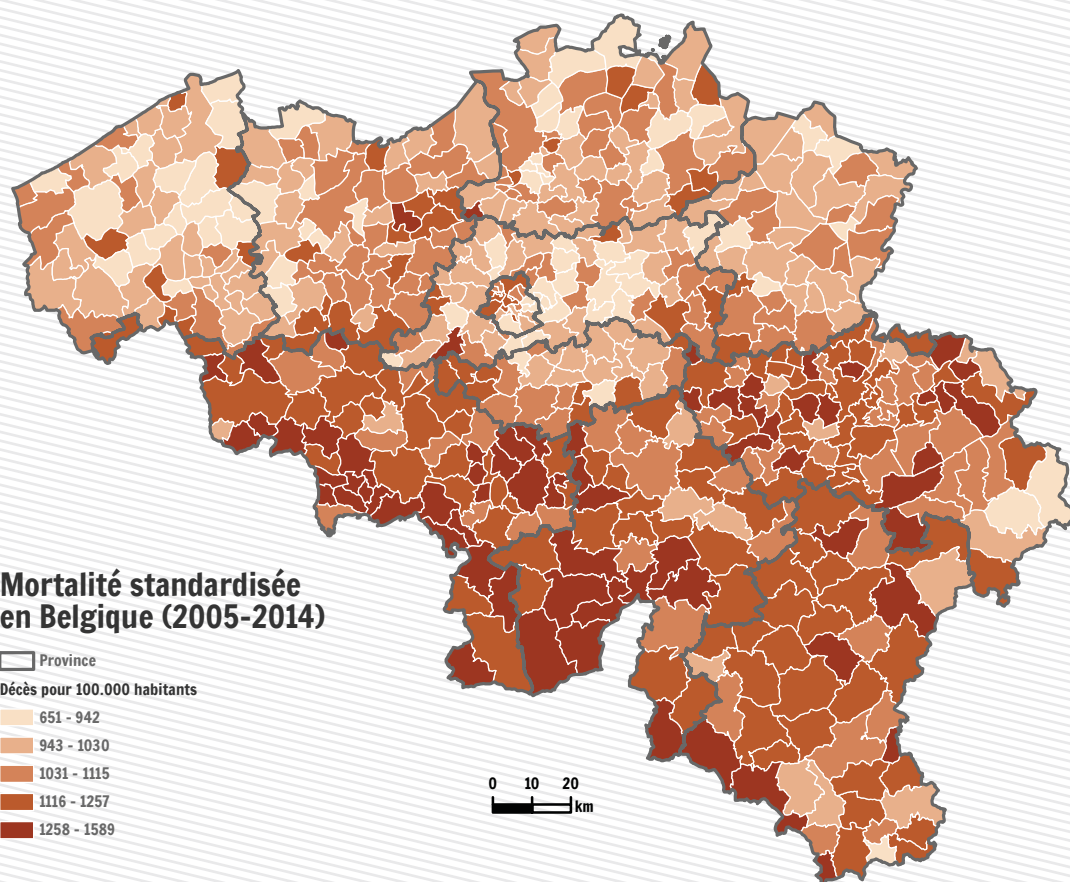 Mortalité standardisée
en Belgique (2005-2014)
Province
Décès pour 100.000 habitants
651 - 942
943 - 1030
1031 - 1115
1116 - 1257
1258 - 1589
0 10 20
km